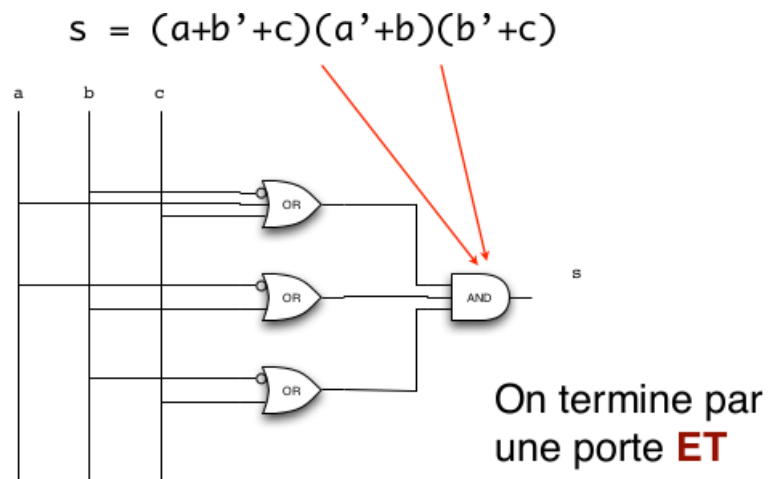 s = (a+b’+c)(a’+b)(b’+c)
a b c
OR
s
OR
AND
OR
On termine par
une porte ET